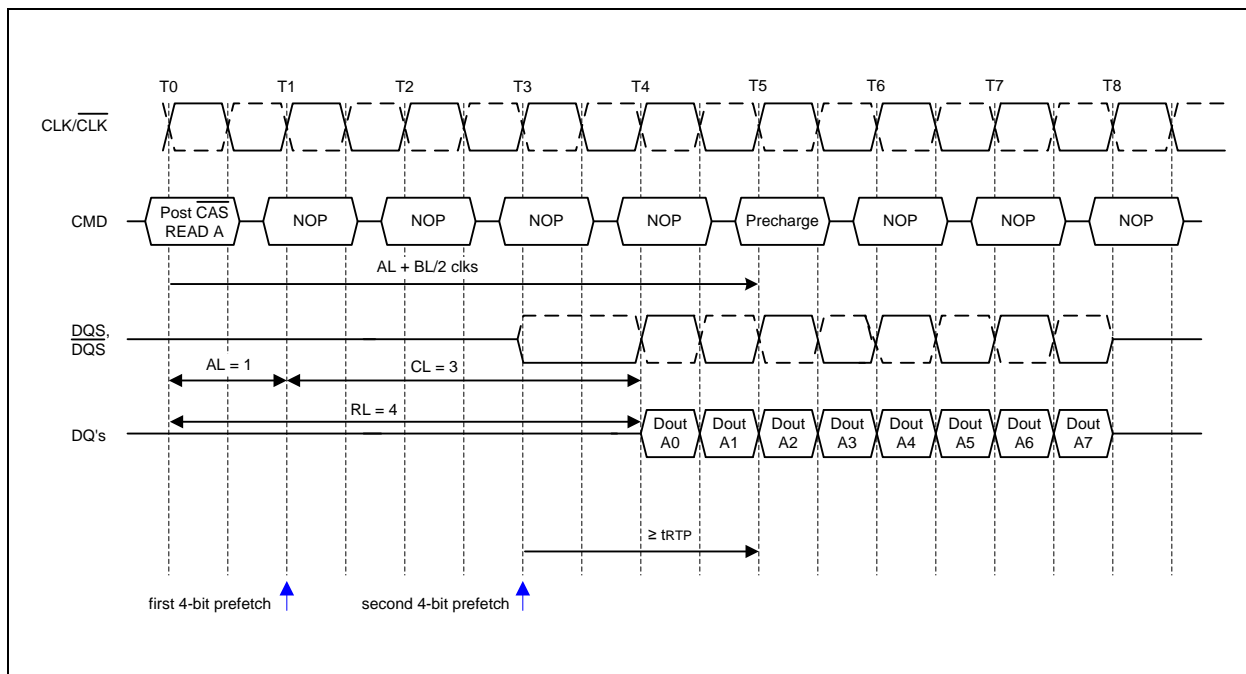 T0 T1 T2 T3 T4 T5 T6 T7 T8
CLK/CLK
CMD
Post CAS
READ A
NOP NOP NOP NOP Precharge NOP NOP NOP
AL + BL/2 clks
DQS,
DQS
AL = 1
CL = 3
RL = 4
DQ's
Dout Dout Dout Dout Dout Dout Dout Dout
A0 A1 A2 A3 A4 A5 A6 A7
≥ tRTP
first 4-bit prefetch
second 4-bit prefetch